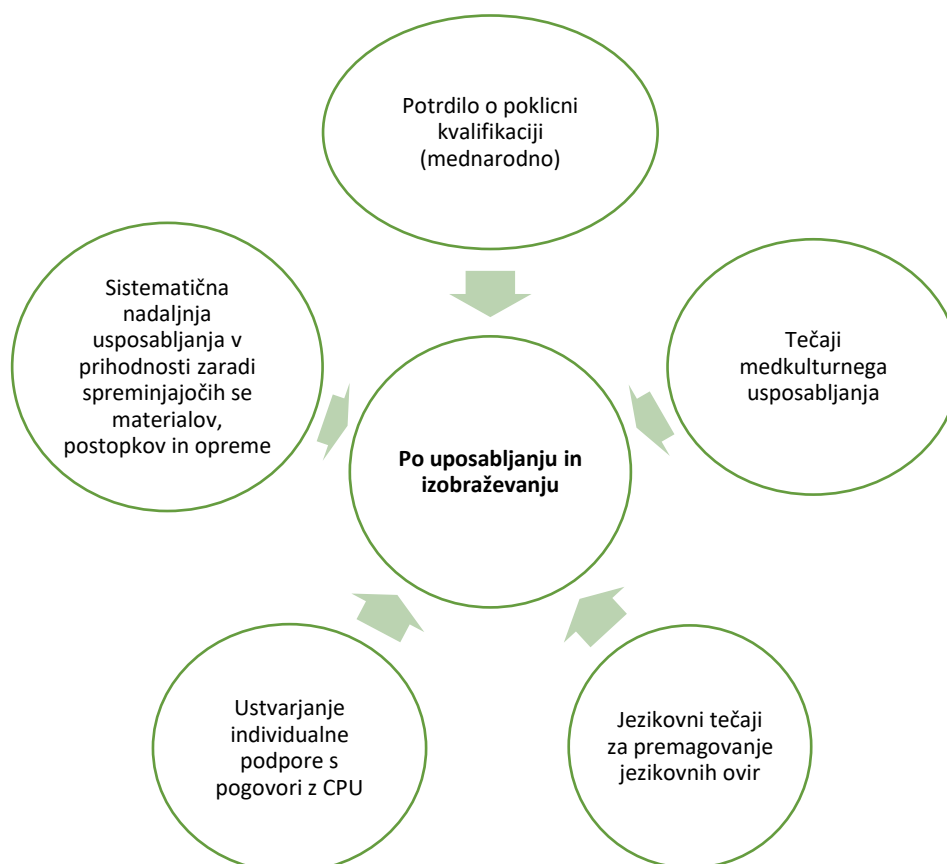 Potrdilo o poklicni
kvalifikaciji
(mednarodno)
Sistematična
nadaljnja
usposabljanja v
prihodnosti zaradi
spreminjajočih se
materialov,
postopkov in opreme
Tečaji
medkulturnega
usposabljanja
Po uposabljanju in
izobraževanju
Ustvarjanje
individualne
podpore s
pogovori z CPU
Jezikovni tečaji
za premagovanje
jezikovnih ovir